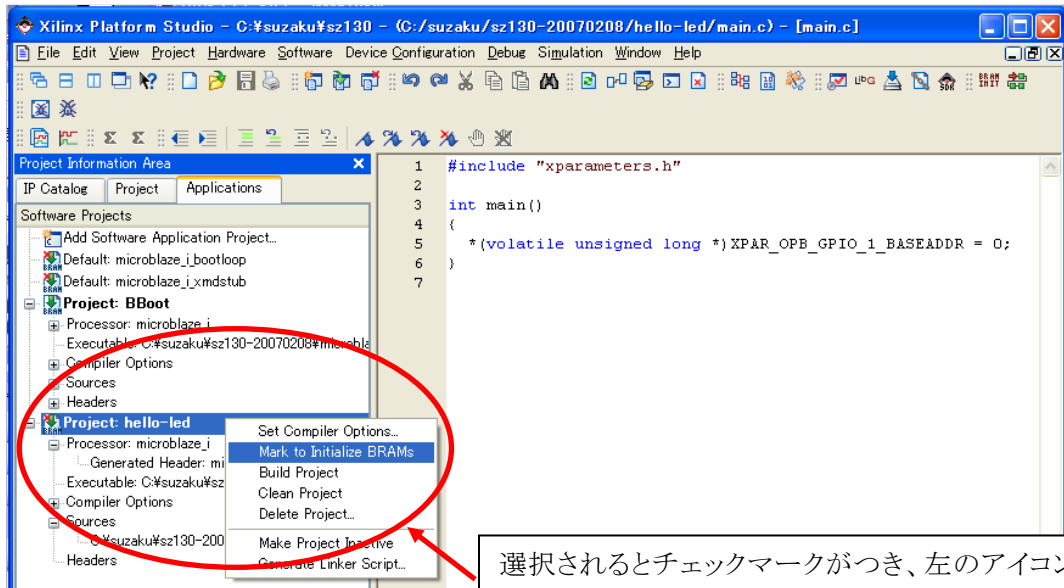 Xilinx Platform Studio - C:¥suzaku¥sz130 - (C:/suzaku/sz130-20070208/hello-led/main.c) - [main.c]
File Edit View Project Hardware Software Device Configuration Debug Simulation Window Help
Project Information Area
IP Catalog Project Applications
Software Projects
Add Software Application Project...
Default: microblaze_i_bootloop
Default: microblaze_i_xmdstub
Project: BBoot
Processor: microblaze_i
Executable: C:¥suzaku¥sz130-20070208¥microbla
Compiler Options
Sources
Headers
Project: hello-led
Processor: microblaze_i
Generated Header: mi
Executable: C:¥suzaku¥sz
Compiler Options
Sources
C:¥suzaku¥sz130-200
Headers
Set Compiler Options...
Mark to Initialize BRAMs
Build Project
Clean Project
Delete Project...
Make Project Inactive
Generate Linker Script...
1 #include "xparameters.h"
2
3 int main()
4 {
5 *(volatile unsigned long *)XPAR_OPB_GPIO_1_BASEADDR = 0;
6 }
7
選択されるとチェックマークがつき、左のアイコン